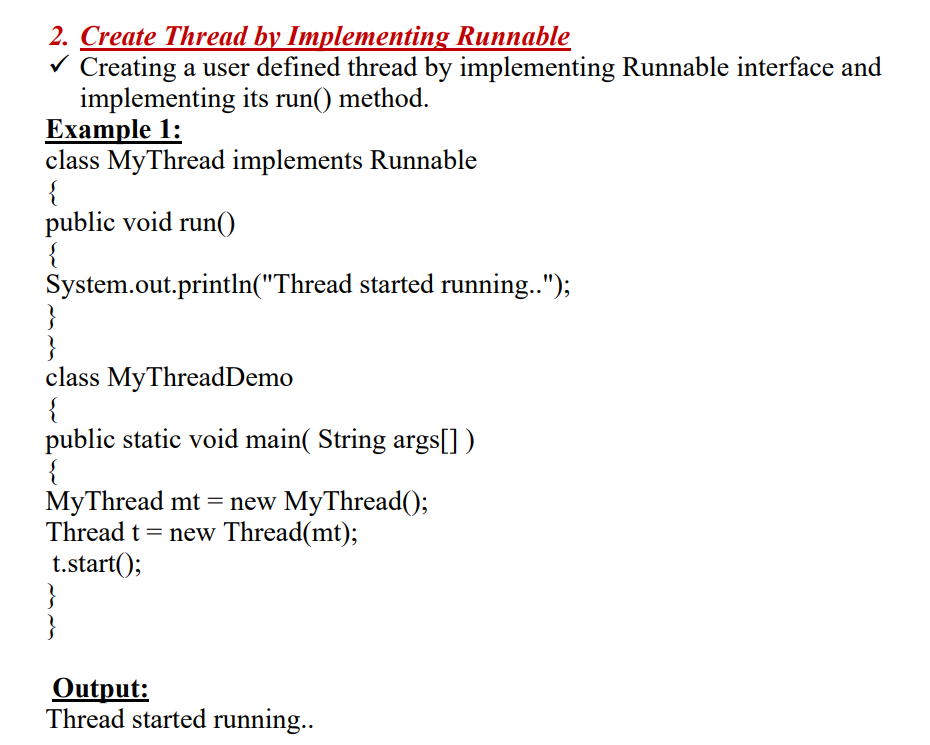 2. Create Thread by Implementing Runnable
✓ Creating a user defined thread by implementing Runnable interface and
implementing its run() method.
Example 1:
class MyThread implements Runnable
{
public void run()
{
System.out.println("Thread started running..");
}
}
class MyThreadDemo
{
public static void main( String args[] )
{
MyThread mt = new MyThread();
Thread t = new Thread(mt);
t.start();
}
}
Output:
Thread started running..